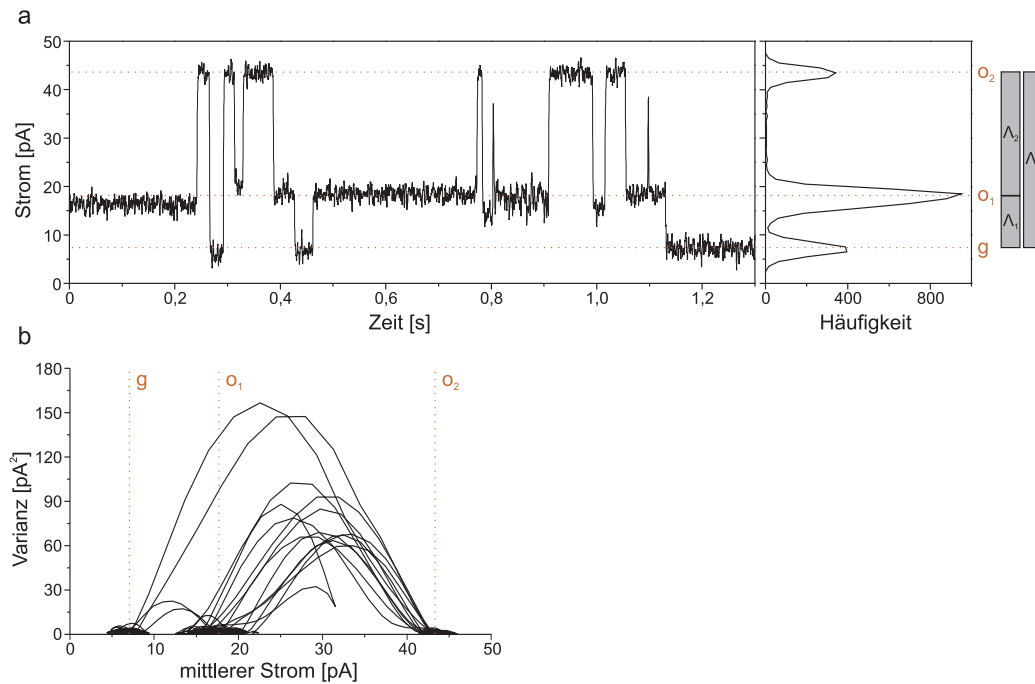 a
50
40
30
20
10
0
Strom [pA]
0 0,2 0,4 0,6 0,8 1,0 1,2
Zeit [s]
0 400 800
Häufigkeit
o2
o1
g
Λ2
Λ1
Λ
b
180
150
120
90
60
30
0
Varianz [pA²]
g o1 o2
0 10 20 30 40 50
mittlerer Strom [pA]